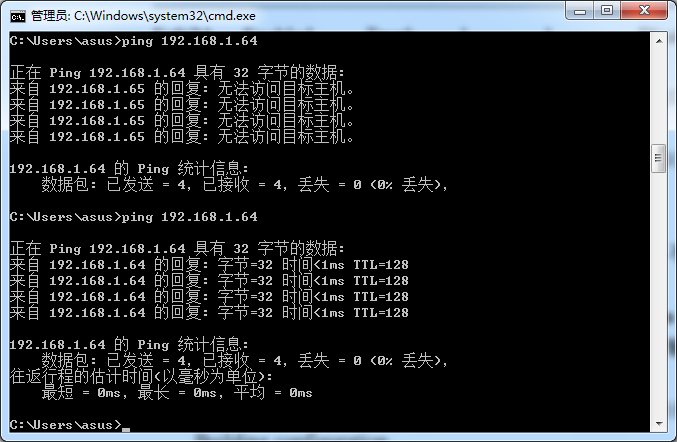 管理员: C:\Windows\system32\cmd.exe
C:\Users\asus>ping 192.168.1.64
正在 Ping 192.168.1.64 具有 32 字节的数据:
来自 192.168.1.65 的回复: 无法访问目标主机。
来自 192.168.1.65 的回复: 无法访问目标主机。
来自 192.168.1.65 的回复: 无法访问目标主机。
来自 192.168.1.65 的回复: 无法访问目标主机。
192.168.1.64 的 Ping 统计信息:
数据包: 已发送 = 4, 已接收 = 4, 丢失 = 0 (0% 丢失),
C:\Users\asus>ping 192.168.1.64
正在 Ping 192.168.1.64 具有 32 字节的数据:
来自 192.168.1.64 的回复: 字节=32 时间<1ms TTL=128
来自 192.168.1.64 的回复: 字节=32 时间<1ms TTL=128
来自 192.168.1.64 的回复: 字节=32 时间<1ms TTL=128
来自 192.168.1.64 的回复: 字节=32 时间<1ms TTL=128
192.168.1.64 的 Ping 统计信息:
数据包: 已发送 = 4, 已接收 = 4, 丢失 = 0 (0% 丢失),
往返行程的估计时间(以毫秒为单位):
最短 = 0ms, 最长 = 0ms, 平均 = 0ms
C:\Users\asus>